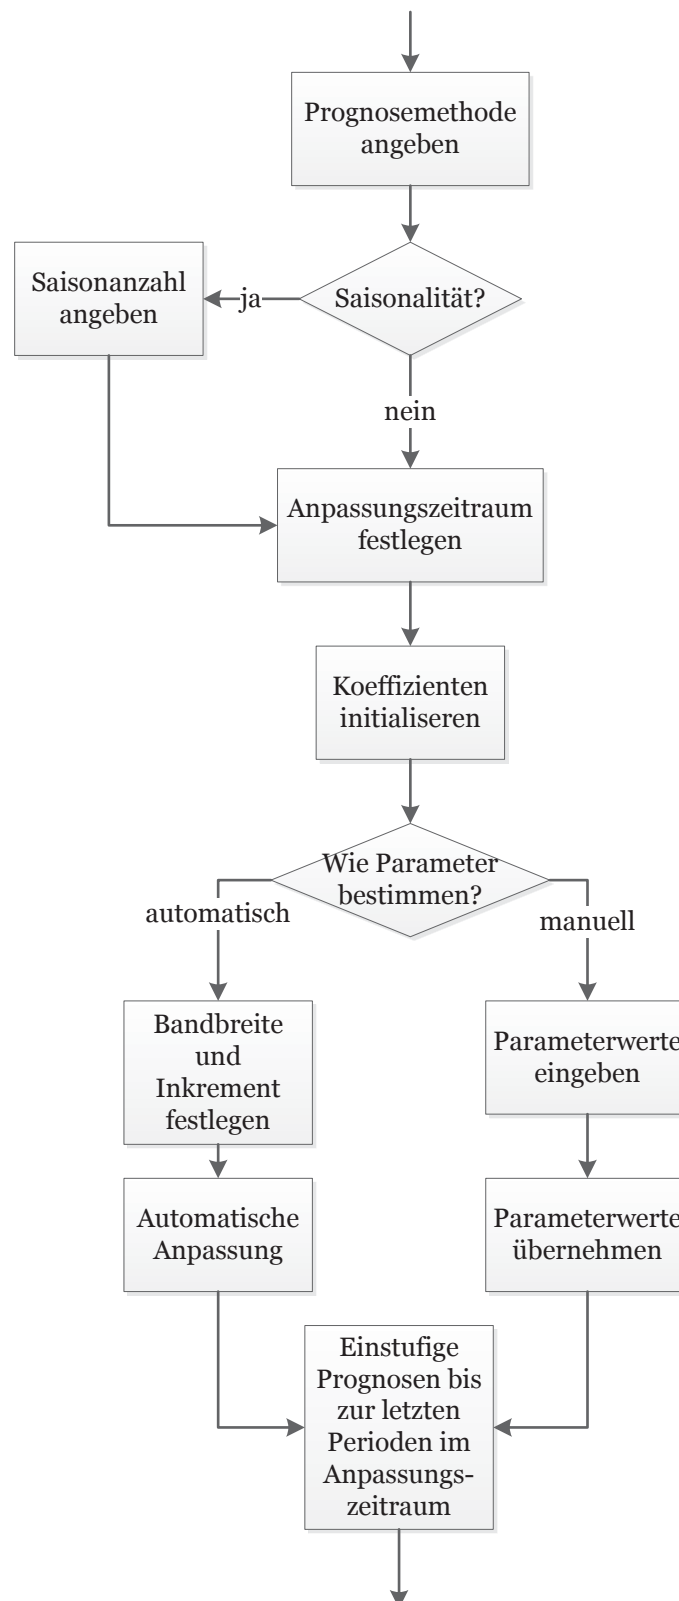 Prognosemethode
angeben
Saisonanzahl
angeben
ja
Saisonalität?
nein
Anpassungszeitraum
festlegen
Koeffizienten
initialiseren
Wie Parameter
bestimmen?
automatisch
manuell
Bandbreite
und
Inkrement
festlegen
Parameterwerte
eingeben
Automatische
Anpassung
Parameterwerte
übernehmen
Einstufige
Prognosen bis
zur letzten
Perioden im
Anpassungs-
zeitraum